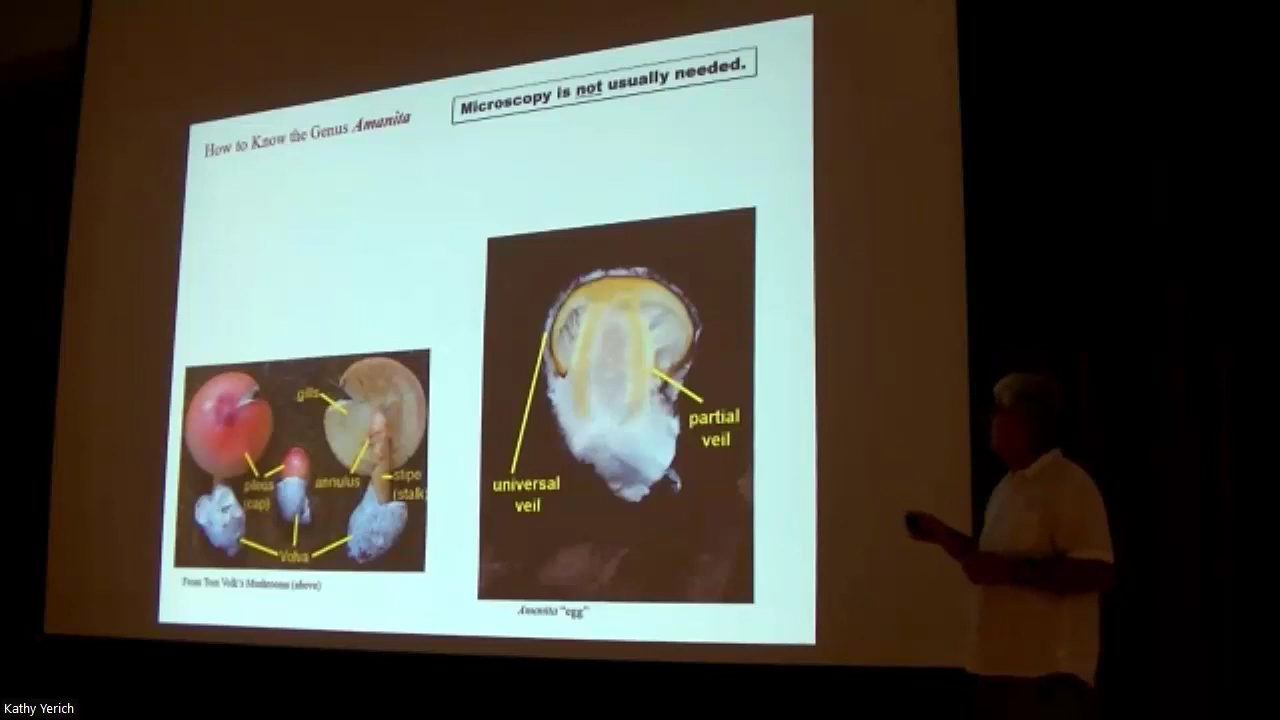 How to Know the Genus Amanita
Microscopy is not usually needed.
gills
pileus
(cap)
annulus
stipe
(stalk)
Volva
From Tom Volk's Mushrooms (above)
universal
veil
partial
veil
Amanita "egg"
Kathy Yerich